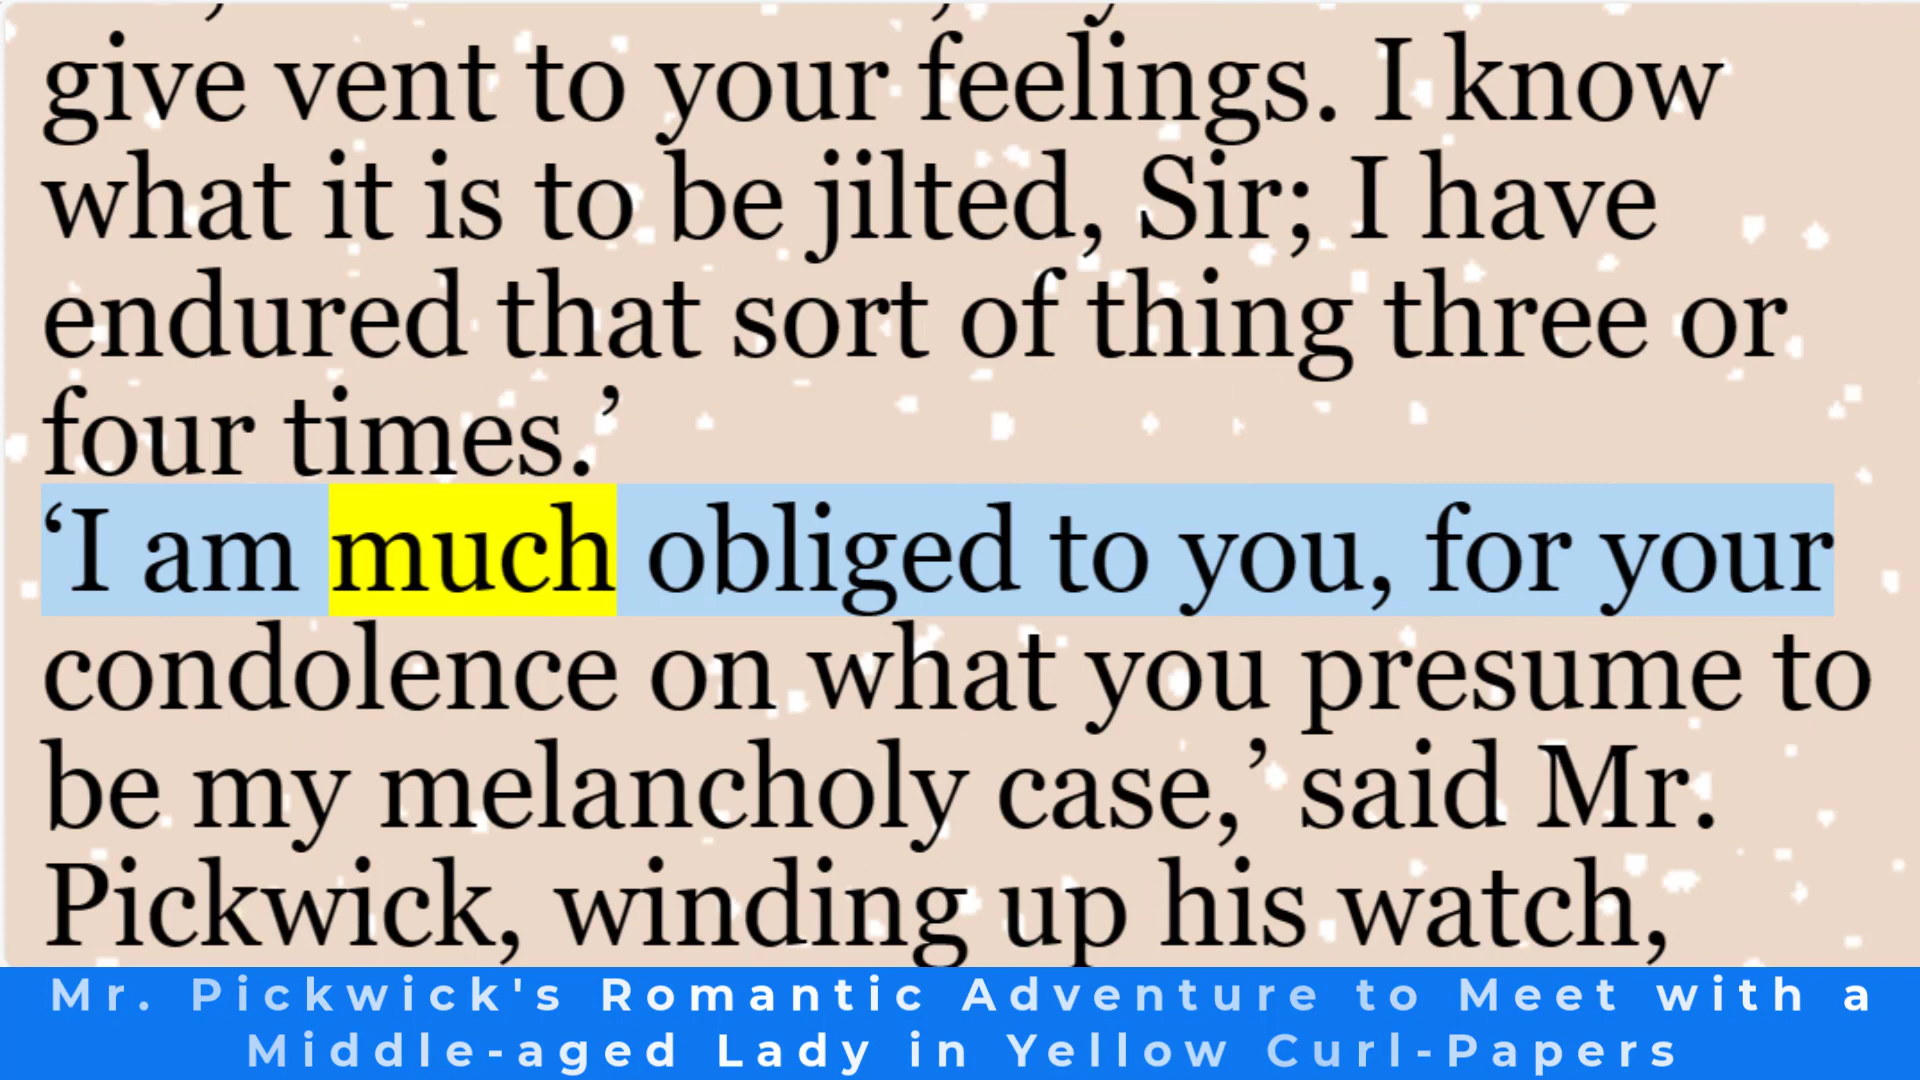 give vent to your feelings. I know
what it is to be jilted, Sir; I have
endured that sort of thing three or
four times.’
‘I am much obliged to you, for your
condolence on what you presume to
be my melancholy case,’ said Mr.
Pickwick, winding up his watch,
Mr. Pickwick's Romantic Adventure to Meet with a
Middle-aged Lady in Yellow Curl-Papers